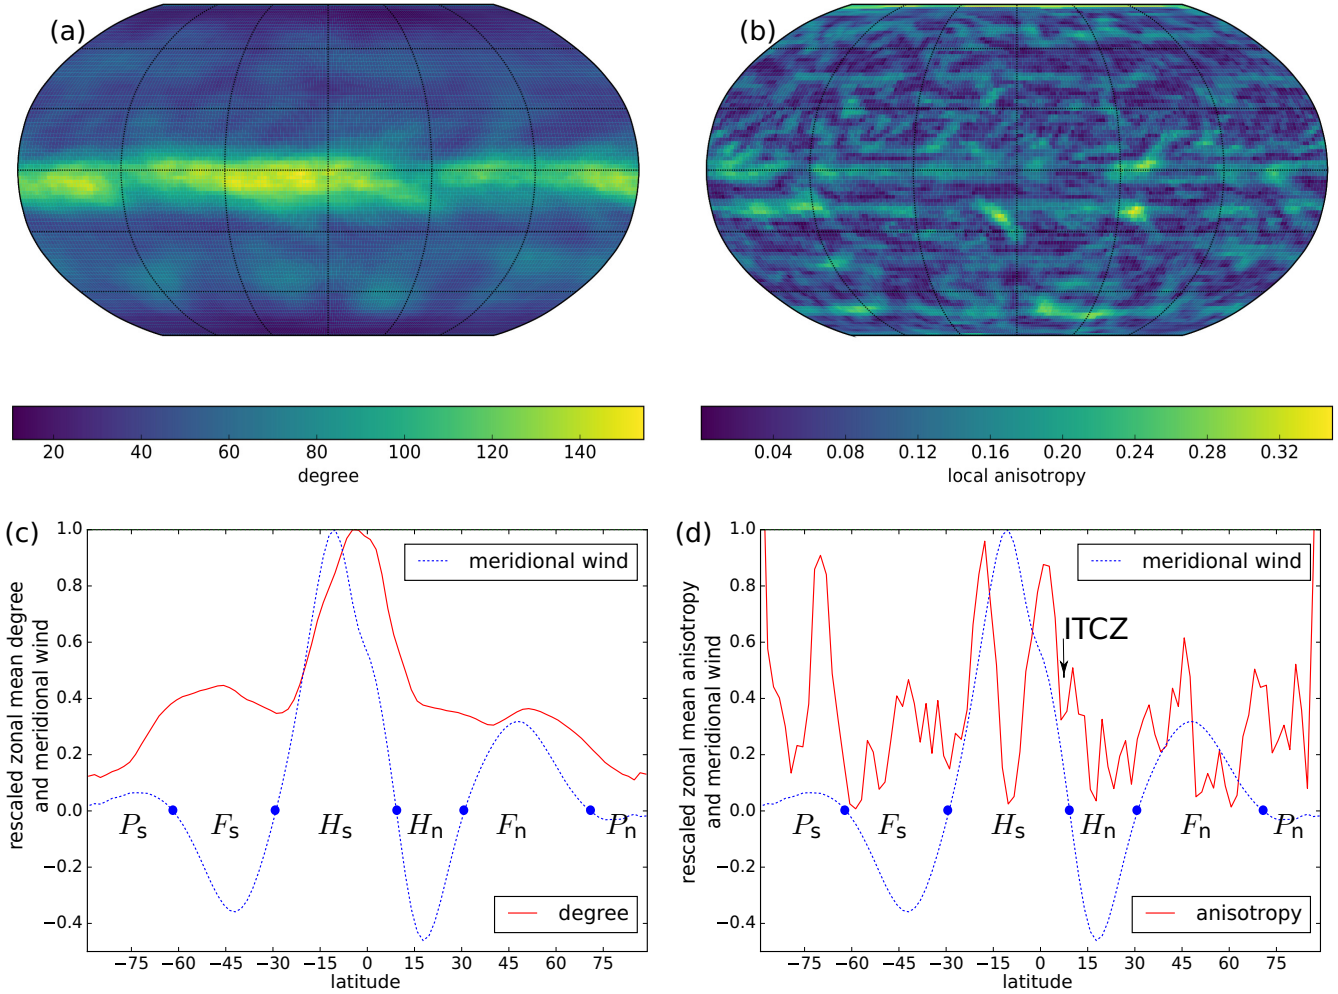 (a)
(b)
20 40 60 80 100 120 140
degree
0.04 0.08 0.12 0.16 0.20 0.24 0.28 0.32
local anisotropy
(c)
rescaled zonal mean degree
and meridional wind
1.0
0.8
0.6
0.4
0.2
0.0
−0.2
−0.4
meridional wind
Ps Fs Hs Hn Fn Pn
degree
−75 −60 −45 −30 −15 0 15 30 45 60 75
latitude
(d)
rescaled zonal mean anisotropy
and meridional wind
1.0
0.8
0.6
0.4
0.2
0.0
−0.2
−0.4
meridional wind
ITCZ
Ps Fs Hs Hn Fn Pn
anisotropy
−75 −60 −45 −30 −15 0 15 30 45 60 75
latitude